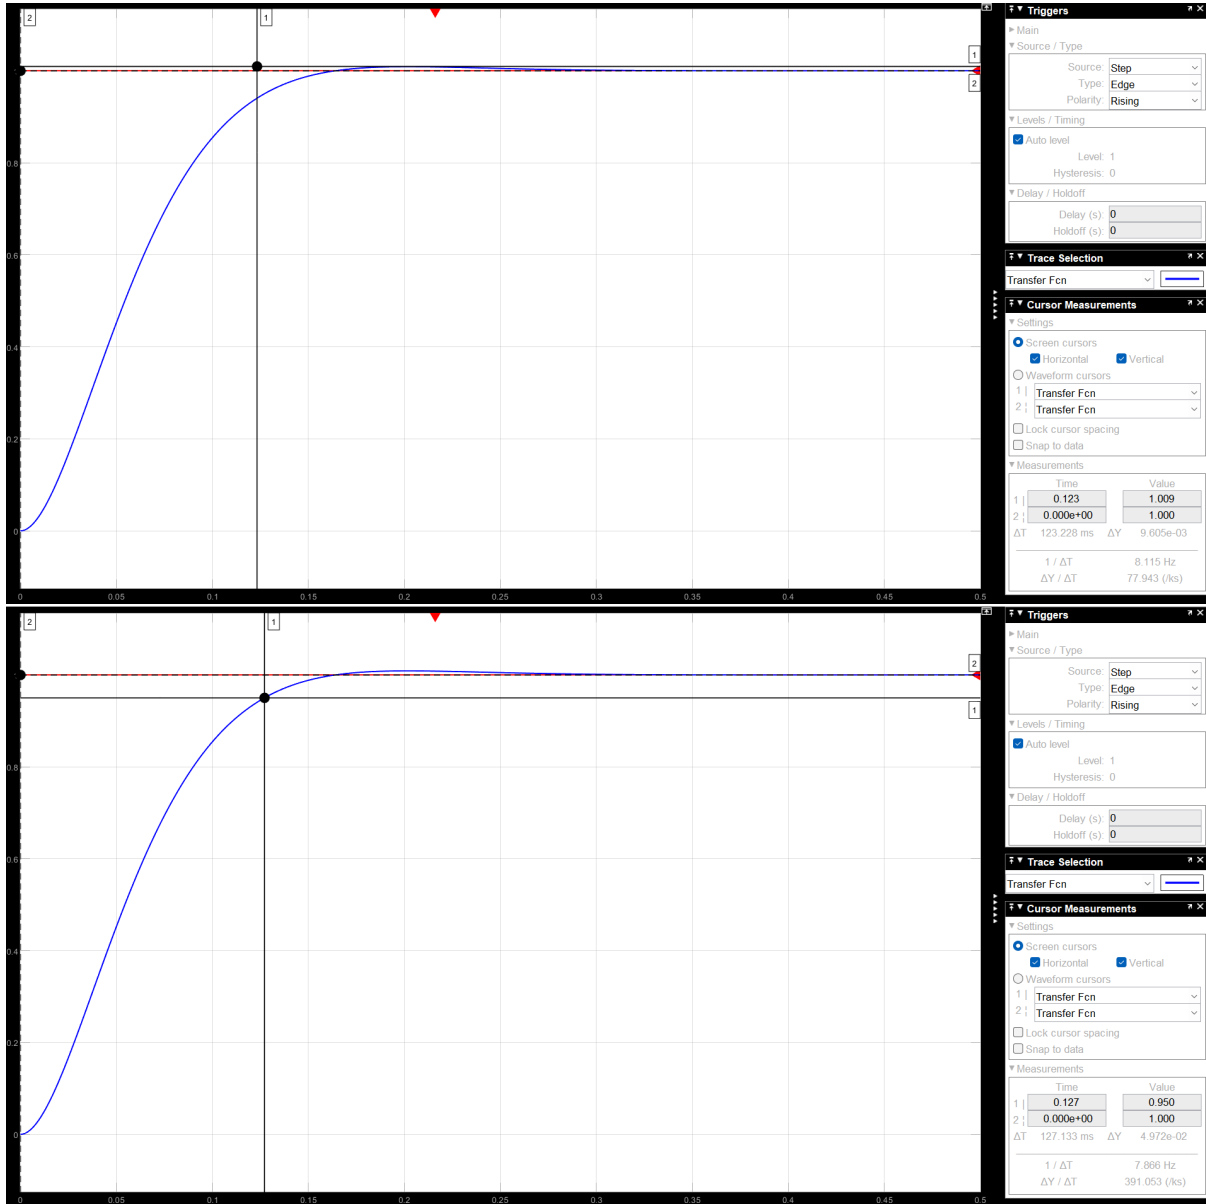 2
1
1
2
0.8
0.6
0.4
0.2
0
0
0.05
0.1
0.15
0.2
0.25
0.3
0.35
0.4
0.45
0.5
Triggers
Main
Source / Type
Source: Step
Type: Edge
Polarity: Rising
Levels / Timing
Auto level
Level: 1
Hysteresis: 0
Delay / Holdoff
Delay (s): 0
Holdoff (s): 0
Trace Selection
Transfer Fcn
Cursor Measurements
Settings
Screen cursors
Horizontal Vertical
Waveform cursors
1 | Transfer Fcn
2 ¦ Transfer Fcn
Lock cursor spacing
Snap to data
Measurements
Time Value
1 | 0.123 1.009
2 ¦ 0.000e+00 1.000
ΔT 123.228 ms ΔY 9.605e-03
1 / ΔT 8.115 Hz
ΔY / ΔT 77.943 (/ks)
2
1
2
1
0.8
0.6
0.4
0.2
0
0
0.05
0.1
0.15
0.2
0.25
0.3
0.35
0.4
0.45
0.5
Triggers
Main
Source / Type
Source: Step
Type: Edge
Polarity: Rising
Levels / Timing
Auto level
Level: 1
Hysteresis: 0
Delay / Holdoff
Delay (s): 0
Holdoff (s): 0
Trace Selection
Transfer Fcn
Cursor Measurements
Settings
Screen cursors
Horizontal Vertical
Waveform cursors
1 | Transfer Fcn
2 ¦ Transfer Fcn
Lock cursor spacing
Snap to data
Measurements
Time Value
1 | 0.127 0.950
2 ¦ 0.000e+00 1.000
ΔT 127.133 ms ΔY 4.972e-02
1 / ΔT 7.866 Hz
ΔY / ΔT 391.053 (/ks)